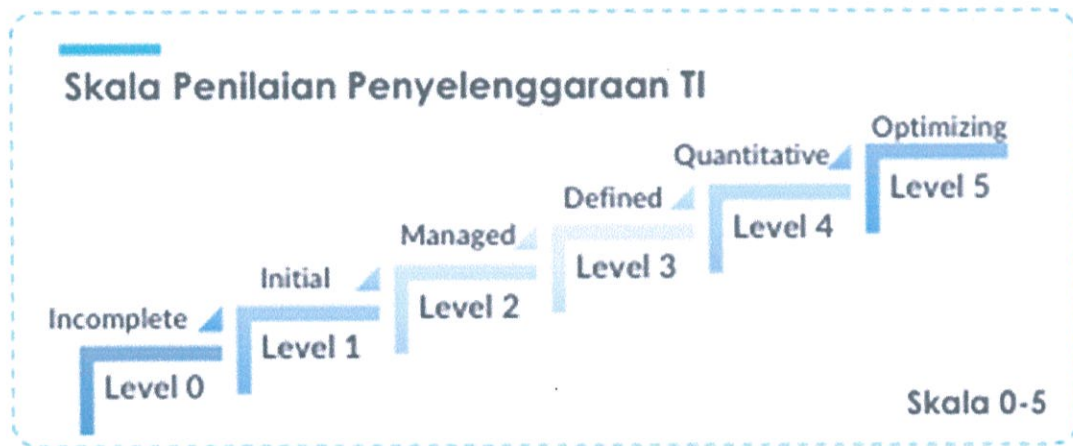 Skala Penilaian Penyelenggaraan TI
Incomplete
Level 0
Initial
Level 1
Managed
Level 2
Defined
Level 3
Quantitative
Level 4
Optimizing
Level 5
Skala 0-5